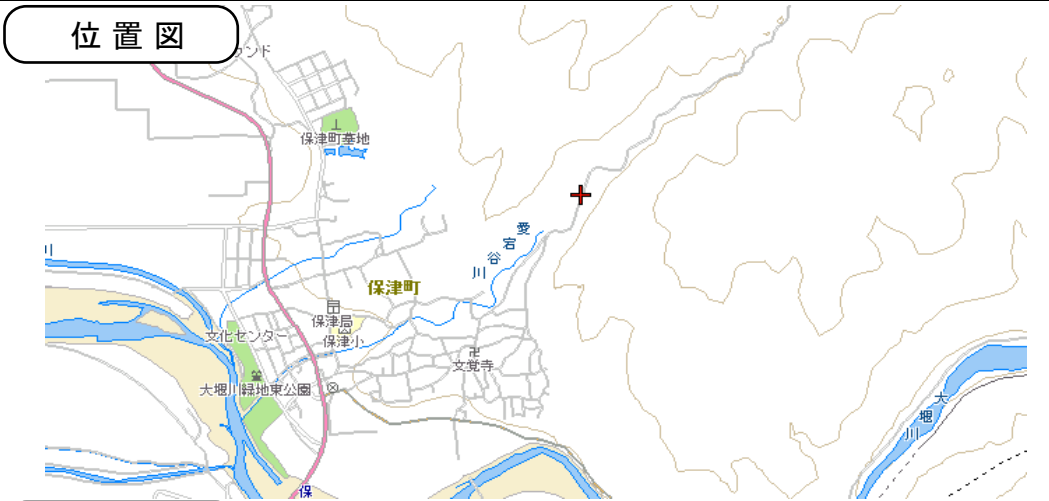 位置図
ウンド
保津町墓地
愛宕谷川
川
保津町
保津局
保津小
文化センター
文覚寺
大堰川緑地東公園
大堰川
保